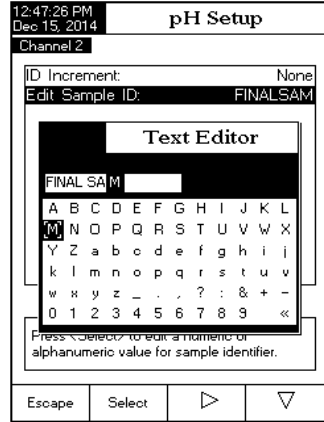 12:47:26 PM
Dec 15, 2014
pH Setup
Channel 2
ID Increment: None
Edit Sample ID: FINALSAM
Text Editor
FINAL SA M
A B C D E F G H I J K L
M N O P Q R S T U V W X
Y Z a b c d e f g h i j
k l m n o p q r s t u v
w x y z _ . , ? : & + -
0 1 2 3 4 5 6 7 8 9 «
Press <Select> to edit a numeric or
alphanumeric value for sample identifier.
Escape Select